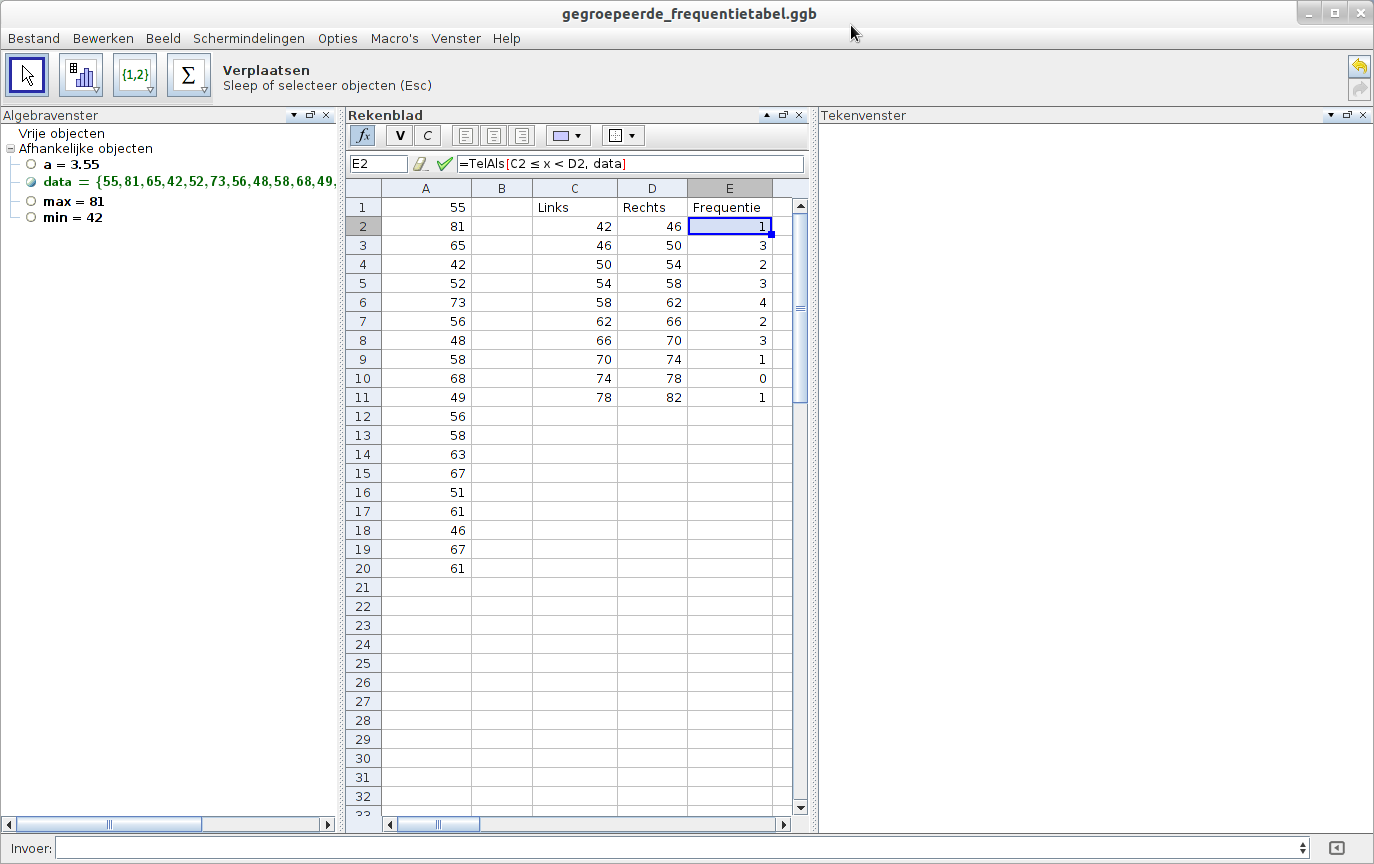 gegroepeerde_frequentietabel.ggb
Bestand Bewerken Beeld Schermindelingen Opties Macro's Venster Help
{1,2} Σ
Verplaatsen
Sleep of selecteer objecten (Esc)
Algebravenster
Vrije objecten
Afhankelijke objecten
a = 3.55
data = {55,81,65,42,52,73,56,48,58,68,49,
max = 81
min = 42
Rekenblad
fx V C
E2 =TelAls[C2 ≤ x < D2, data]
A B C D E
1 55 Links Rechts Frequentie
2 81 42 46 1
3 65 46 50 3
4 42 50 54 2
5 52 54 58 3
6 73 58 62 4
7 56 62 66 2
8 48 66 70 3
9 58 70 74 1
10 68 74 78 0
11 49 78 82 1
12 56
13 58
14 63
15 67
16 51
17 61
18 46
19 67
20 61
21
22
23
24
25
26
27
28
29
30
31
32
33
Tekenvenster
Invoer: